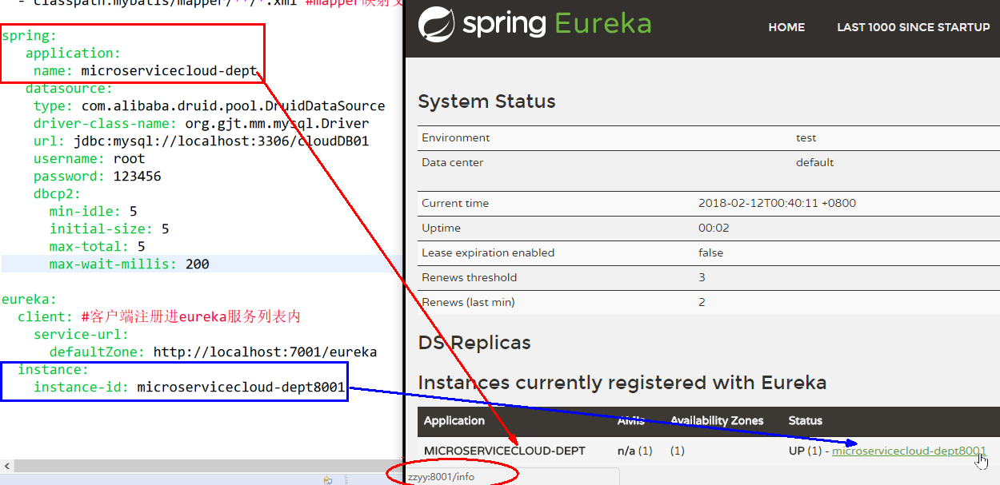 - classpath:mybatis/mapper/**/*.xml #mapper映射文
spring:
application:
name: microservicecloud-dept
datasource:
type: com.alibaba.druid.pool.DruidDataSource
driver-class-name: org.gjt.mm.mysql.Driver
url: jdbc:mysql://localhost:3306/cloudDB01
username: root
password: 123456
dbcp2:
min-idle: 5
initial-size: 5
max-total: 5
max-wait-millis: 200
eureka:
client: #客户端注册进eureka服务列表内
service-url:
defaultZone: http://localhost:7001/eureka
instance:
instance-id: microservicecloud-dept8001
spring Eureka
HOME LAST 1000 SINCE STARTUP
System Status
Environment test
Data center default
Current time 2018-02-12T00:40:11 +0800
Uptime 00:02
Lease expiration enabled false
Renews threshold 3
Renews (last min) 2
DS Replicas
Instances currently registered with Eureka
Application AMIs Availability Zones Status
MICROSERVICECLOUD-DEPT n/a (1) (1) UP (1) - microservicecloud-dept8001
zzyy:8001/info